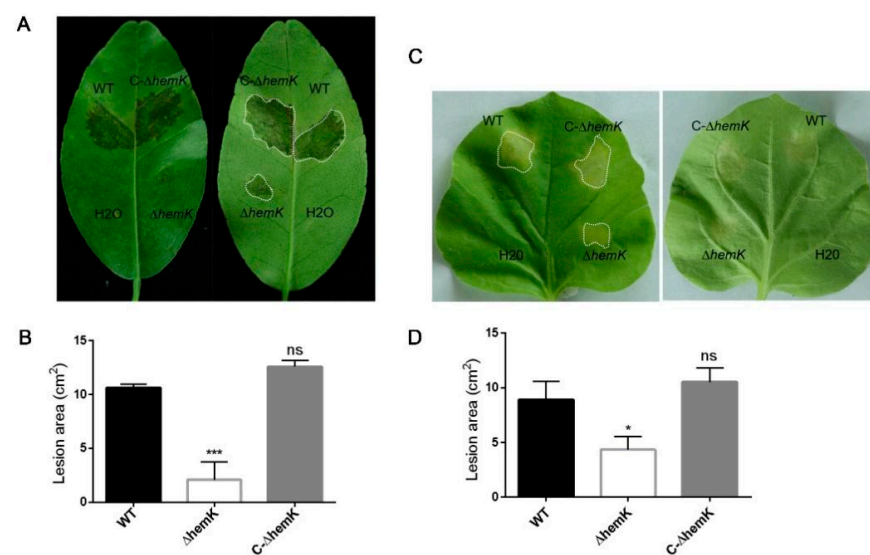 A
C-ΔhemK
WT
H2O
ΔhemK
C-ΔhemK
WT
ΔhemK
H2O
C
WT
C-ΔhemK
H20
ΔhemK
C-ΔhemK
WT
ΔhemK
H20
B
Lesion area (cm2)
15
10
5
0
***
ns
WT
ΔhemK
C-ΔhemK
D
Lesion area (cm2)
15
10
5
0
*
ns
WT
ΔhemK
C-ΔhemK